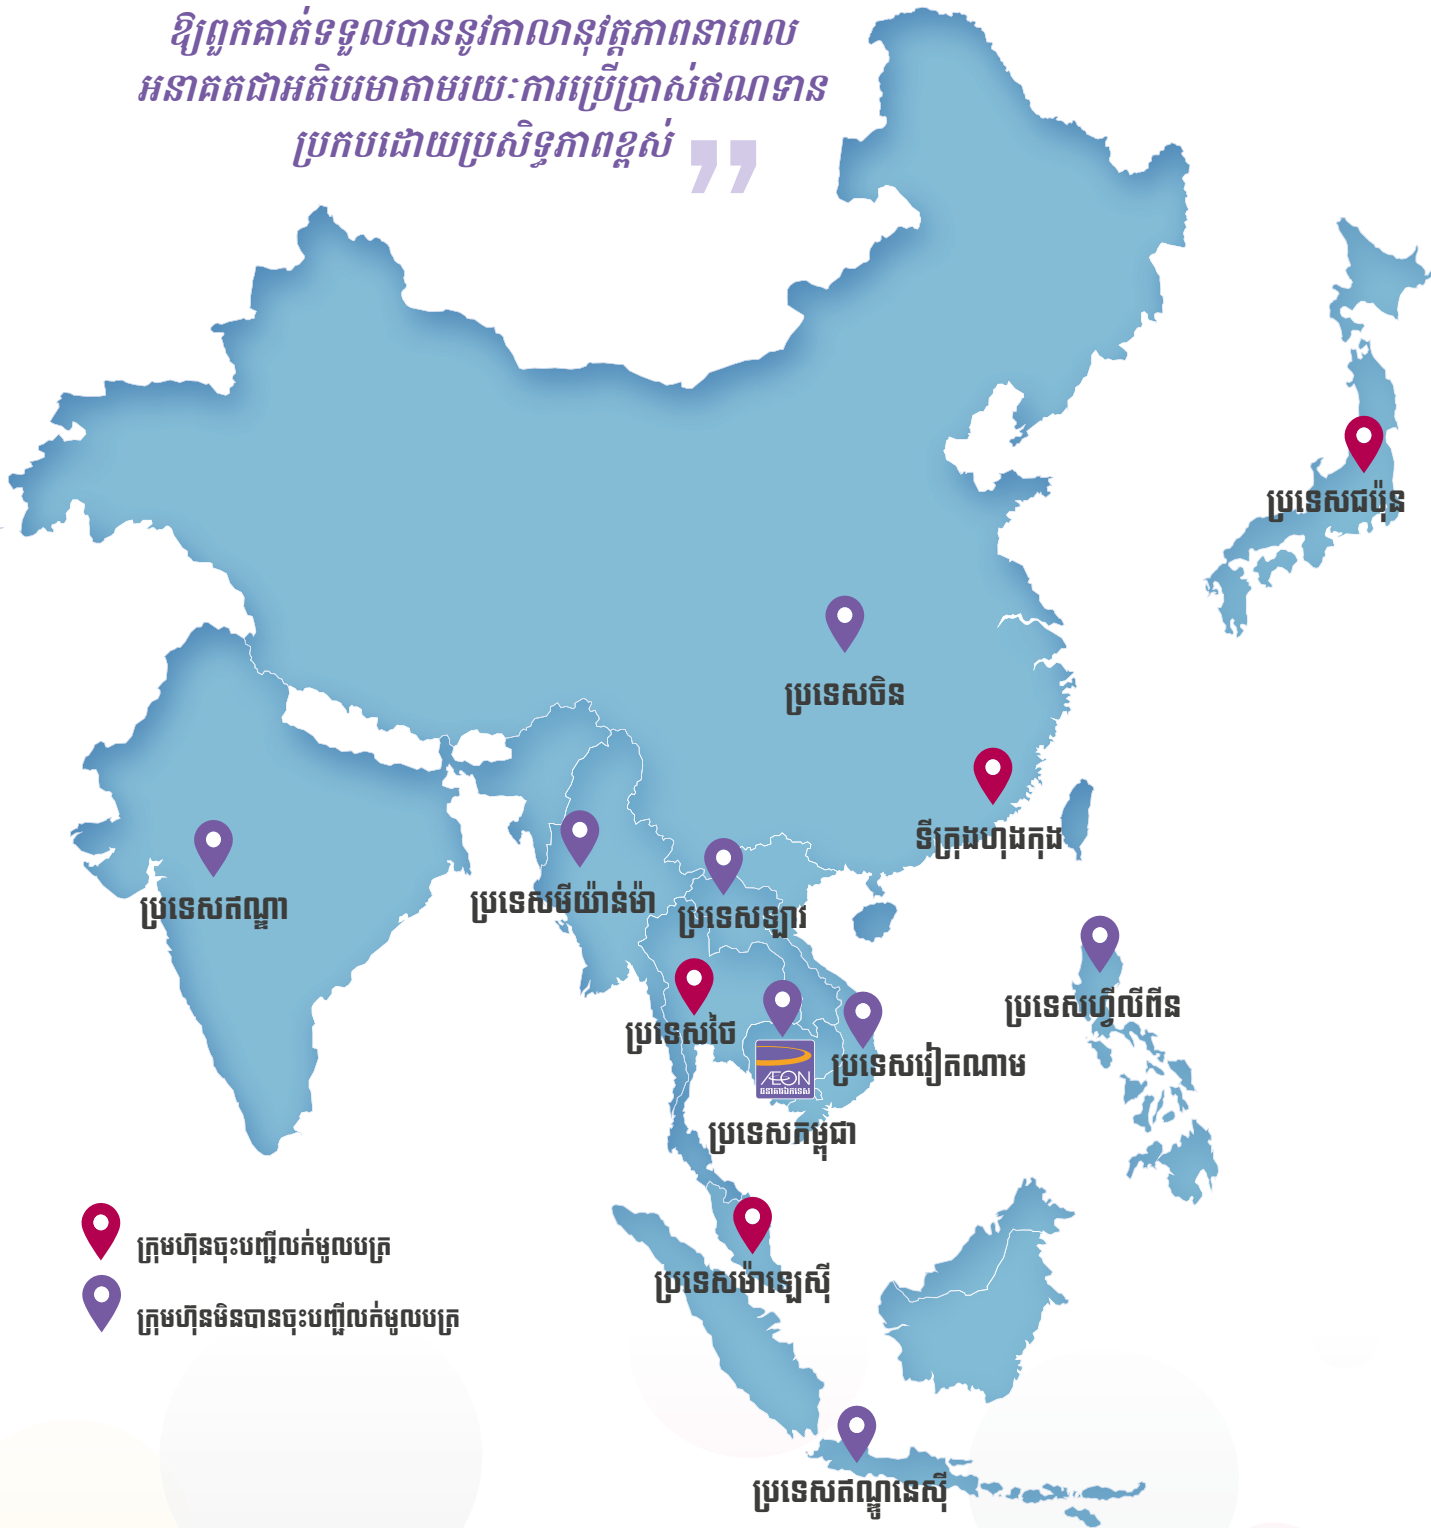 ឱ្យពួកគាត់ទទួលបាននូវកាលានុវត្តភាពនាពេល
អនាគតជាអតិបរមាតាមរយៈការប្រើប្រាស់ឥណទាន
ប្រកបដោយប្រសិទ្ធភាពខ្ពស់ ”
ប្រទេសជប៉ុន
ប្រទេសចិន
ទីក្រុងហុងកុង
ប្រទេសឥណ្ឌា
ប្រទេសមីយ៉ាន់ម៉ា
ប្រទេសឡាវ
ប្រទេសហ្វីលីពីន
ប្រទេសថៃ
ប្រទេសវៀតណាម
ÆON
ធនាគារឯកទេស
ប្រទេសកម្ពុជា
ក្រុមហ៊ុនចុះបញ្ជីលក់មូលបត្រ
ប្រទេសម៉ាឡេស៊ី
ក្រុមហ៊ុនមិនបានចុះបញ្ជីលក់មូលបត្រ
ប្រទេសឥណ្ឌូនេស៊ី